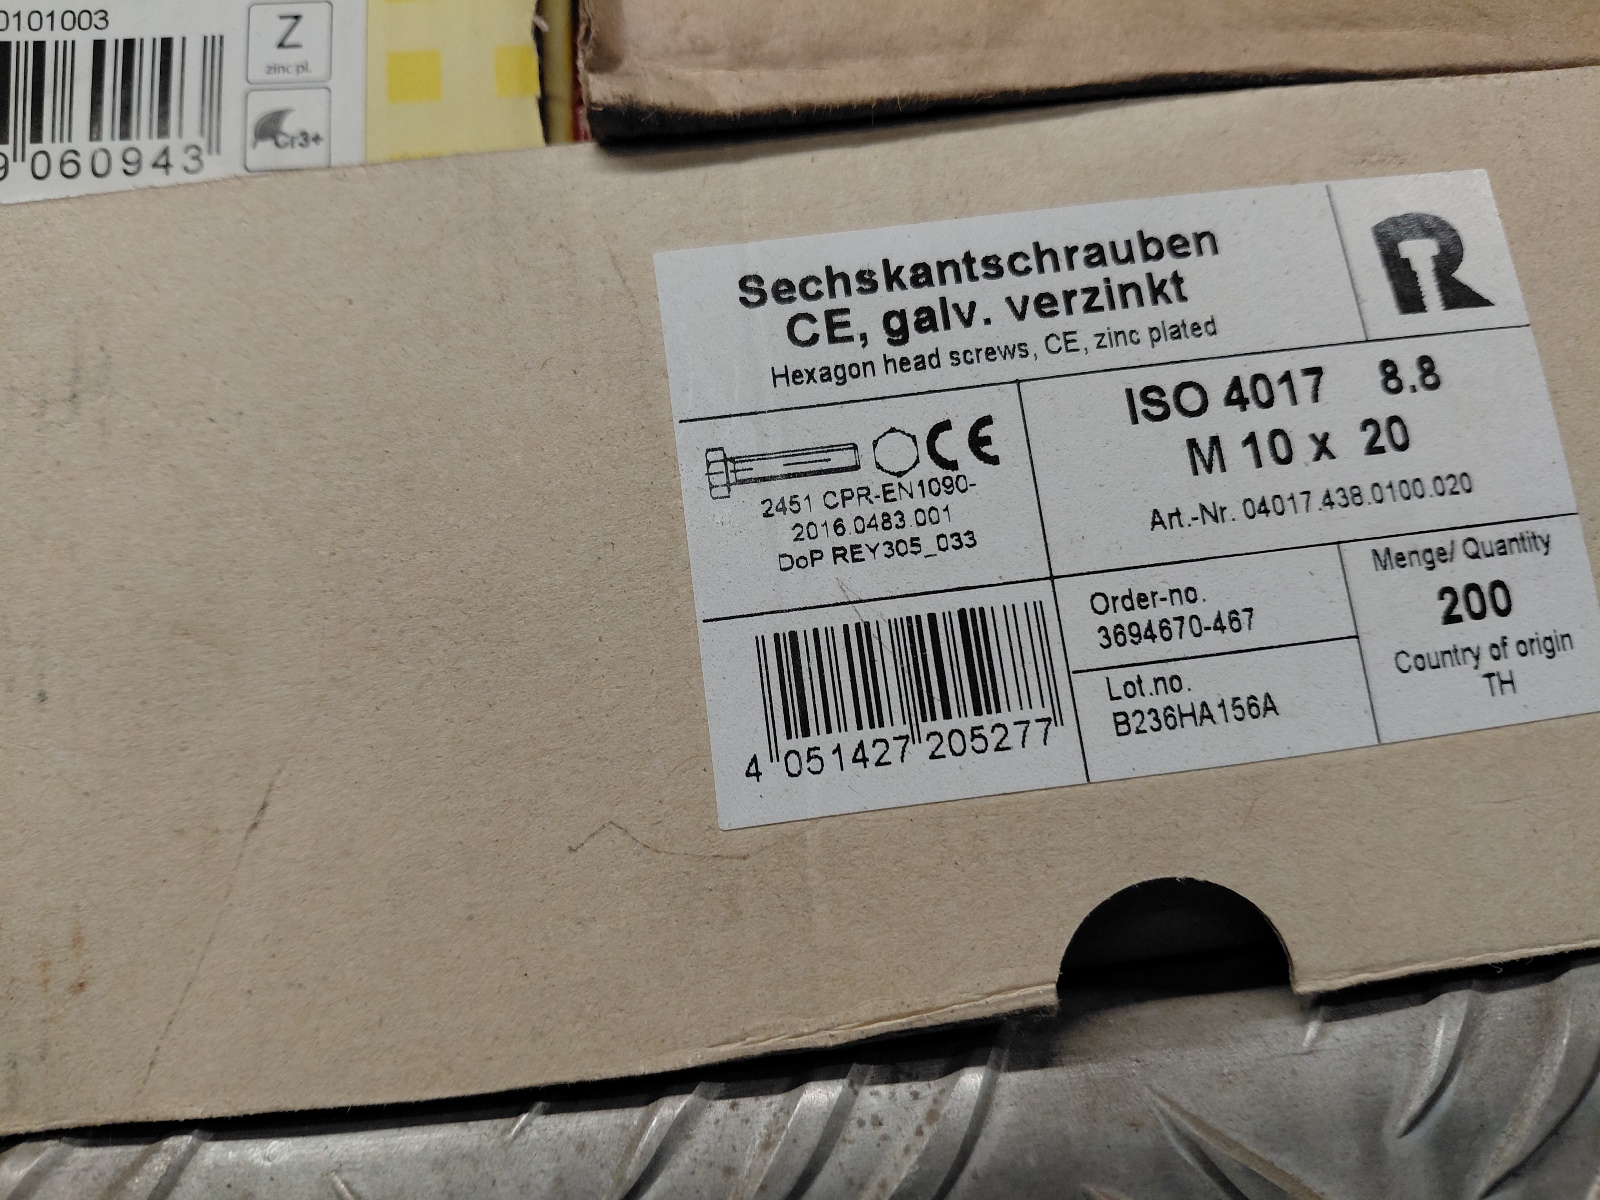 0101003
Z
zinc pl.
Cr3+
9 060943
Sechskantschrauben
CE, galv. verzinkt
Hexagon head screws, CE, zinc plated
R
CE
2451 CPR-EN1090-
2016.0483.001
DoP REY305_033
ISO 4017 8.8
M 10 x 20
Art.-Nr. 04017.438.0100.020
Order-no.
3694670-467
Lot.no.
B236HA156A
Menge/ Quantity
200
Country of origin
TH
4 051427 205277